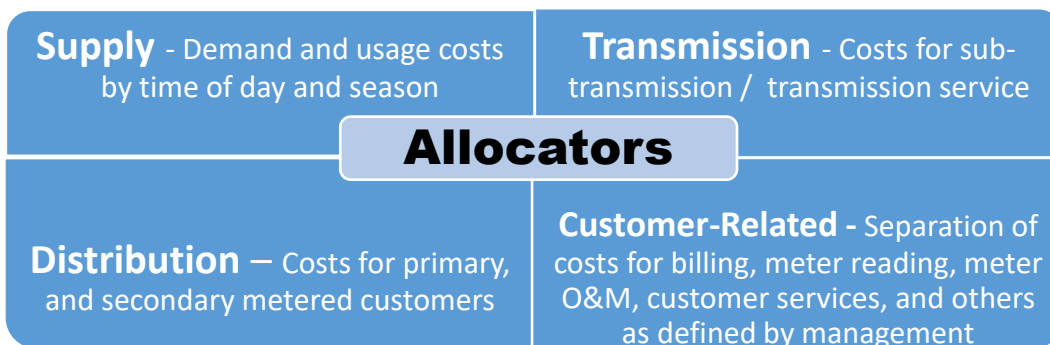 Supply - Demand and usage costs
by time of day and season
Transmission - Costs for sub-
transmission / transmission service
Allocators
Distribution – Costs for primary,
and secondary metered customers
Customer-Related - Separation of
costs for billing, meter reading, meter
O&M, customer services, and others
as defined by management